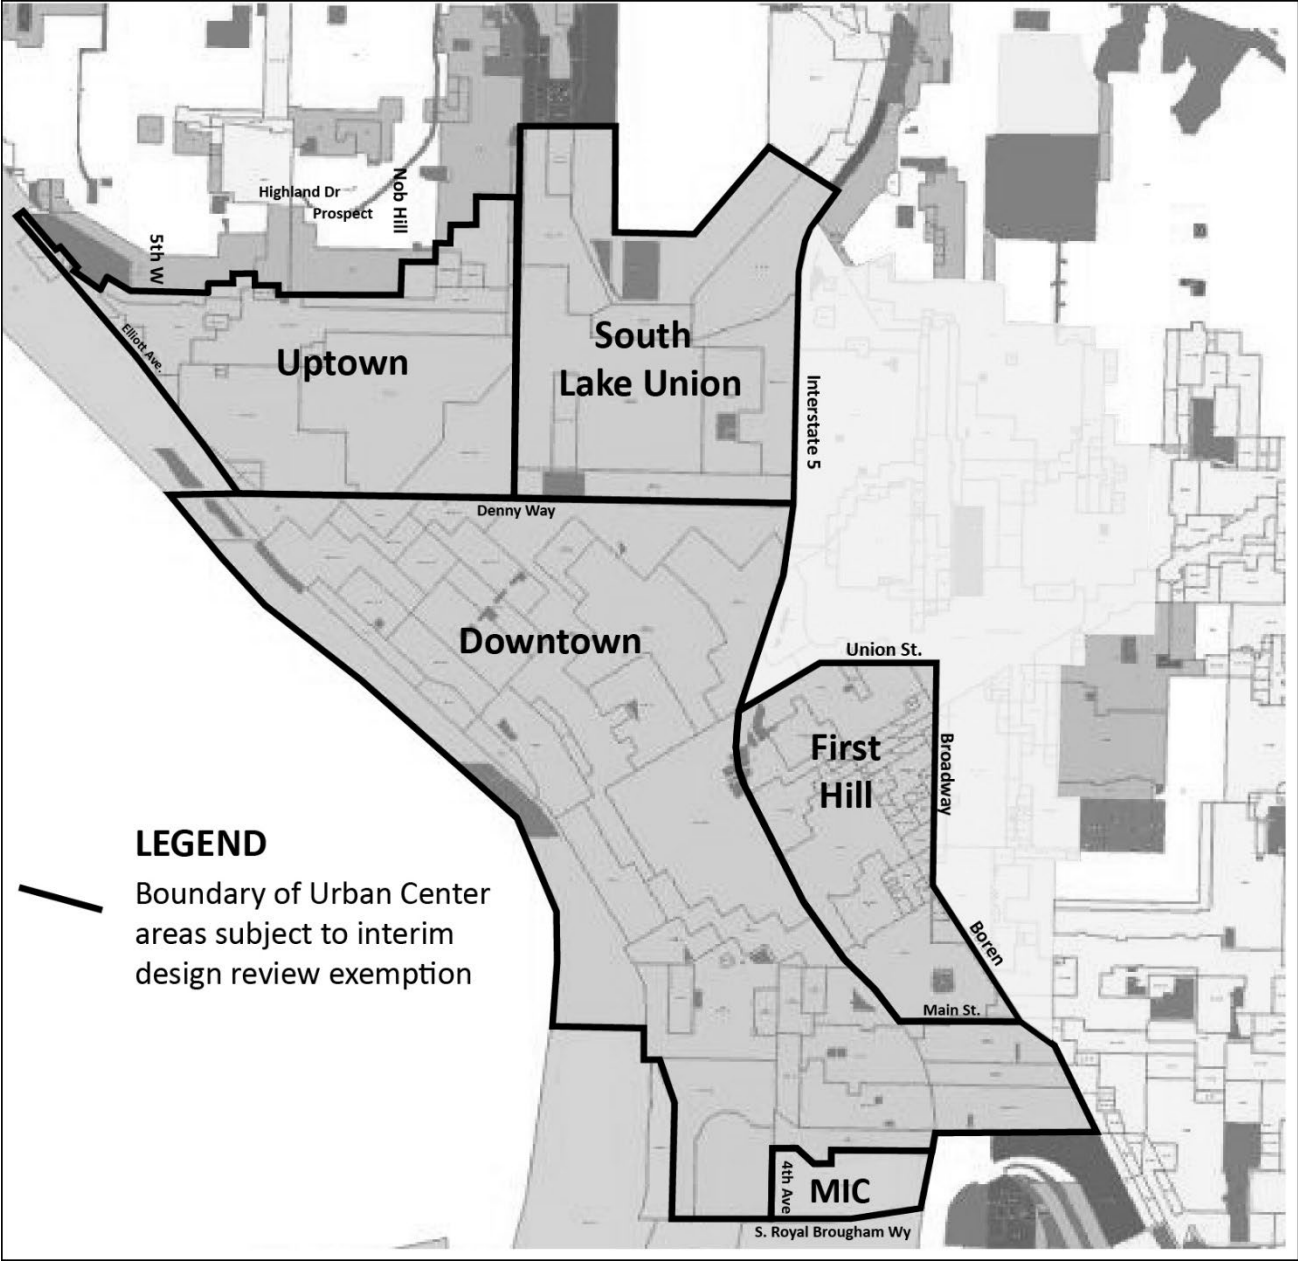 Highland Dr
Prospect
Nob Hill
5th W
Elliott Ave.
Uptown
South
Lake Union
Interstate 5
Denny Way
Downtown
Union St.
First
Hill
Broadway
Boren
Main St.
LEGEND
Boundary of Urban Center
areas subject to interim
design review exemption
4th Ave
MIC
S. Royal Brougham Wy